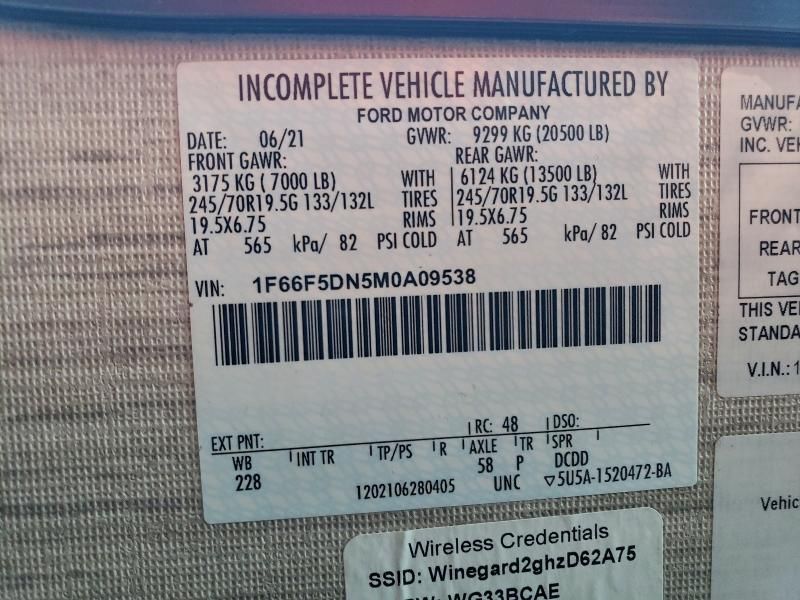 INCOMPLETE VEHICLE MANUFACTURED BY
FORD MOTOR COMPANY
DATE: 06/21 GVWR: 9299 KG (20500 LB)
FRONT GAWR: REAR GAWR:
3175 KG ( 7000 LB) WITH 6124 KG (13500 LB) WITH
245/70R19.5G 133/132L TIRES 245/70R19.5G 133/132L TIRES
19.5X6.75 RIMS 19.5X6.75 RIMS
AT 565 kPa/ 82 PSI COLD AT 565 kPa/ 82 PSI COLD
VIN: 1F66F5DN5M0A09538
RC: 48 DSO:
EXT PNT:
WB INT TR TP/PS R AXLE TR SPR
228 58 P DCDD
1202106280405 UNC ▽5U5A-1520472-BA
MANUFA
GVWR:
INC. VEH
FRONT
REAR
TAG
THIS VE
STANDA
V.I.N.:1
Vehic
Wireless Credentials
SSID: Winegard2ghzD62A75
WG33BCAE